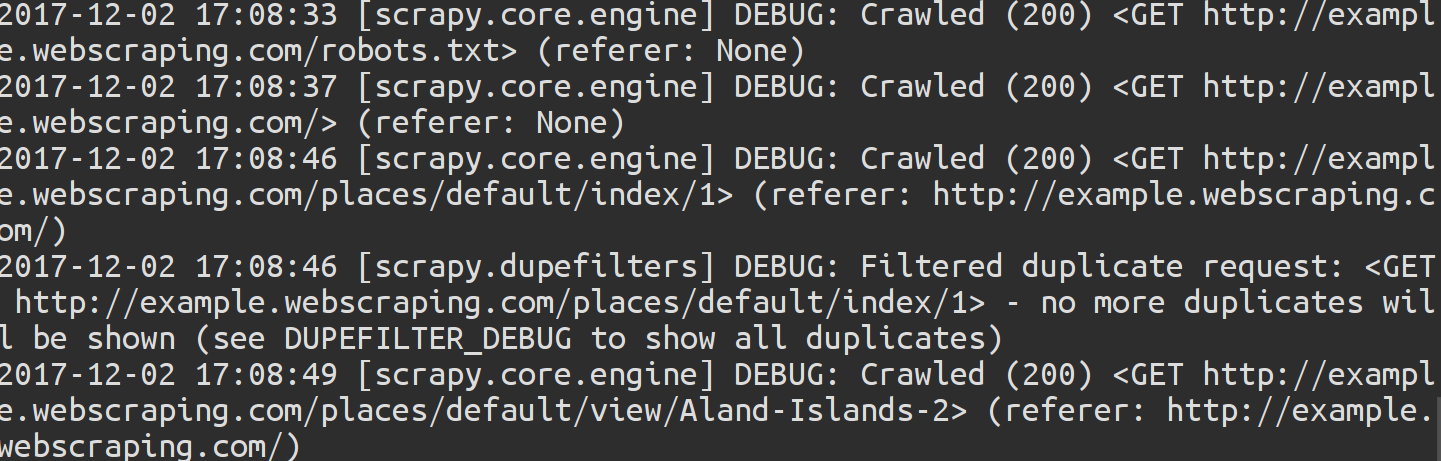 2017-12-02 17:08:33 [scrapy.core.engine] DEBUG: Crawled (200) <GET http://exampl
e.webscraping.com/robots.txt> (referer: None)
2017-12-02 17:08:37 [scrapy.core.engine] DEBUG: Crawled (200) <GET http://exampl
e.webscraping.com/> (referer: None)
2017-12-02 17:08:46 [scrapy.core.engine] DEBUG: Crawled (200) <GET http://exampl
e.webscraping.com/places/default/index/1> (referer: http://example.webscraping.c
om/)
2017-12-02 17:08:46 [scrapy.dupefilters] DEBUG: Filtered duplicate request: <GET
 http://example.webscraping.com/places/default/index/1> - no more duplicates wil
l be shown (see DUPEFILTER_DEBUG to show all duplicates)
2017-12-02 17:08:49 [scrapy.core.engine] DEBUG: Crawled (200) <GET http://exampl
e.webscraping.com/places/default/view/Aland-Islands-2> (referer: http://example.
webscraping.com/)